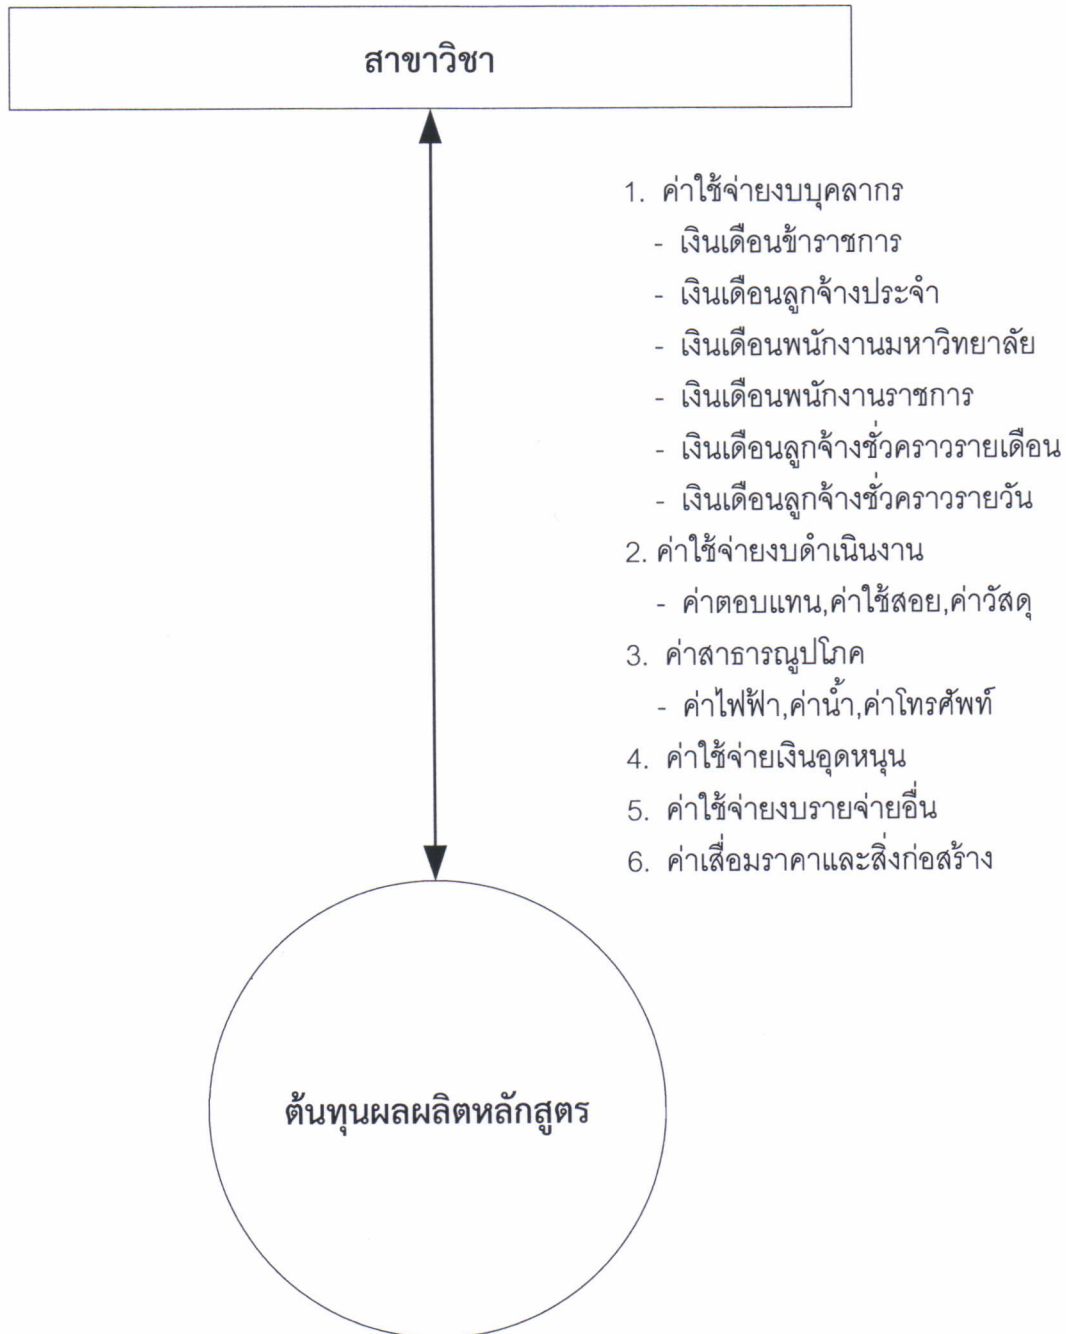 สาขาวิชา
1. ค่าใช้จ่ายงบบุคลากร
- เงินเดือนข้าราชการ
- เงินเดือนลูกจ้างประจำ
- เงินเดือนพนักงานมหาวิทยาลัย
- เงินเดือนพนักงานราชการ
- เงินเดือนลูกจ้างชั่วคราวรายเดือน
- เงินเดือนลูกจ้างชั่วคราวรายวัน
2. ค่าใช้จ่ายงบดำเนินงาน
- ค่าตอบแทน,ค่าใช้สอย,ค่าวัสดุ
3. ค่าสาธารณูปโภค
- ค่าไฟฟ้า,ค่าน้ำ,ค่าโทรศัพท์
4. ค่าใช้จ่ายเงินอุดหนุน
5. ค่าใช้จ่ายงบรายจ่ายอื่น
6. ค่าเสื่อมราคาและสิ่งก่อสร้าง
ต้นทุนผลผลิตหลักสูตร